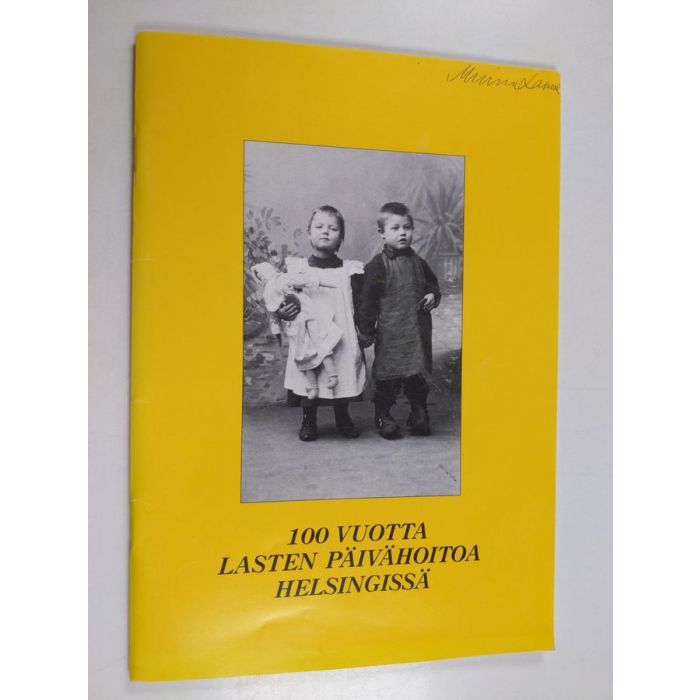 100 VUOTTA
LASTEN PÄIVÄHOITOA
HELSINGISSÄ